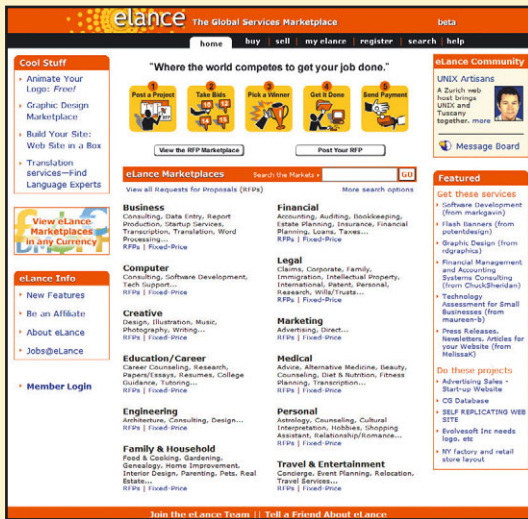 elance The Global Services Marketplace
beta
home buy | sell | my elance | register | search | help
Cool Stuff
Animate Your
Logo: Free!
Graphic Design
Marketplace
Build Your Site:
Web Site in a Box
Translation
services—Find
Language Experts
View eLance
Marketplaces
in any Currency
eLance Info
New Features
Be an Affiliate
About eLance
Jobs@eLance
Member Login
"Where the world competes to get your job done."
1 2 3 4 5
Post a Project Take Bids Pick a Winner Get It Done Send Payment
View the RFP Marketplace Post Your RFP
eLance Marketplaces Search the Markets GO
View all Requests for Proposals (RFPs) More search options
Business
Consulting, Data Entry, Report
Production, Startup Services,
Transcription, Translation, Word
Processing...
RFPs | Fixed-Price
Computer
Consulting, Software Development,
Tech Support...
RFPs | Fixed-Price
Creative
Design, Illustration, Music,
Photography, Writing...
RFPs | Fixed-Price
Education/Career
Career Counseling, Research,
Papers/Essays, Resumes, College
Guidance, Tutoring...
RFPs | Fixed-Price
Engineering
Architecture, Consulting, Design...
RFPs | Fixed-Price
Family & Household
Food & Cooking, Gardening,
Genealogy, Home Improvement,
Interior Design, Parenting, Pets, Real
Estate...
RFPs | Fixed-Price
Financial
Accounting, Auditing, Bookkeeping,
Estate Planning, Insurance, Financial
Planning, Loans, Taxes...
RFPs | Fixed-Price
Legal
Claims, Corporate, Family,
Immigration, Intellectual Property,
International, Patent, Personal,
Research, Wills/Trusts...
RFPs | Fixed-Price
Marketing
Advertising, Direct...
RFPs | Fixed-Price
Medical
Advice, Alternative Medicine, Beauty,
Counseling, Diet & Nutrition, Fitness
Planning, Transcription...
RFPs | Fixed-Price
Personal
Astrology, Counseling, Cultural
Interpretation, Hobbies, Shopping
Assistant, Relationship/Romance...
RFPs | Fixed-Price
Travel & Entertainment
Concierge, Event Planning, Relocation,
Travel Services...
RFPs | Fixed-Price
eLance Community
UNIX Artisans
A Zurich web
host brings
UNIX and
Tuscany
together. more
Message Board
Featured
Get these services
Software Development
(from markgavin)
Flash Banners (from
potentdesign)
Graphic Design (from
rdgraphics)
Financial Management
and Accounting
Systems Consulting
(from ChuckSheridan)
Technology
Assessment for Small
Businesses (from
maureen-b)
Press Releases,
Newsletters, Articles for
your Website (from
MelissaK)
Do these projects
Advertising Sales -
Start-up Website
CG Database
SELF REPLICATING WEB
SITE
Evolvesoft Inc needs
logo, etc
NY factory and retail
store layout
Join the eLance Team || Tell a Friend About eLance